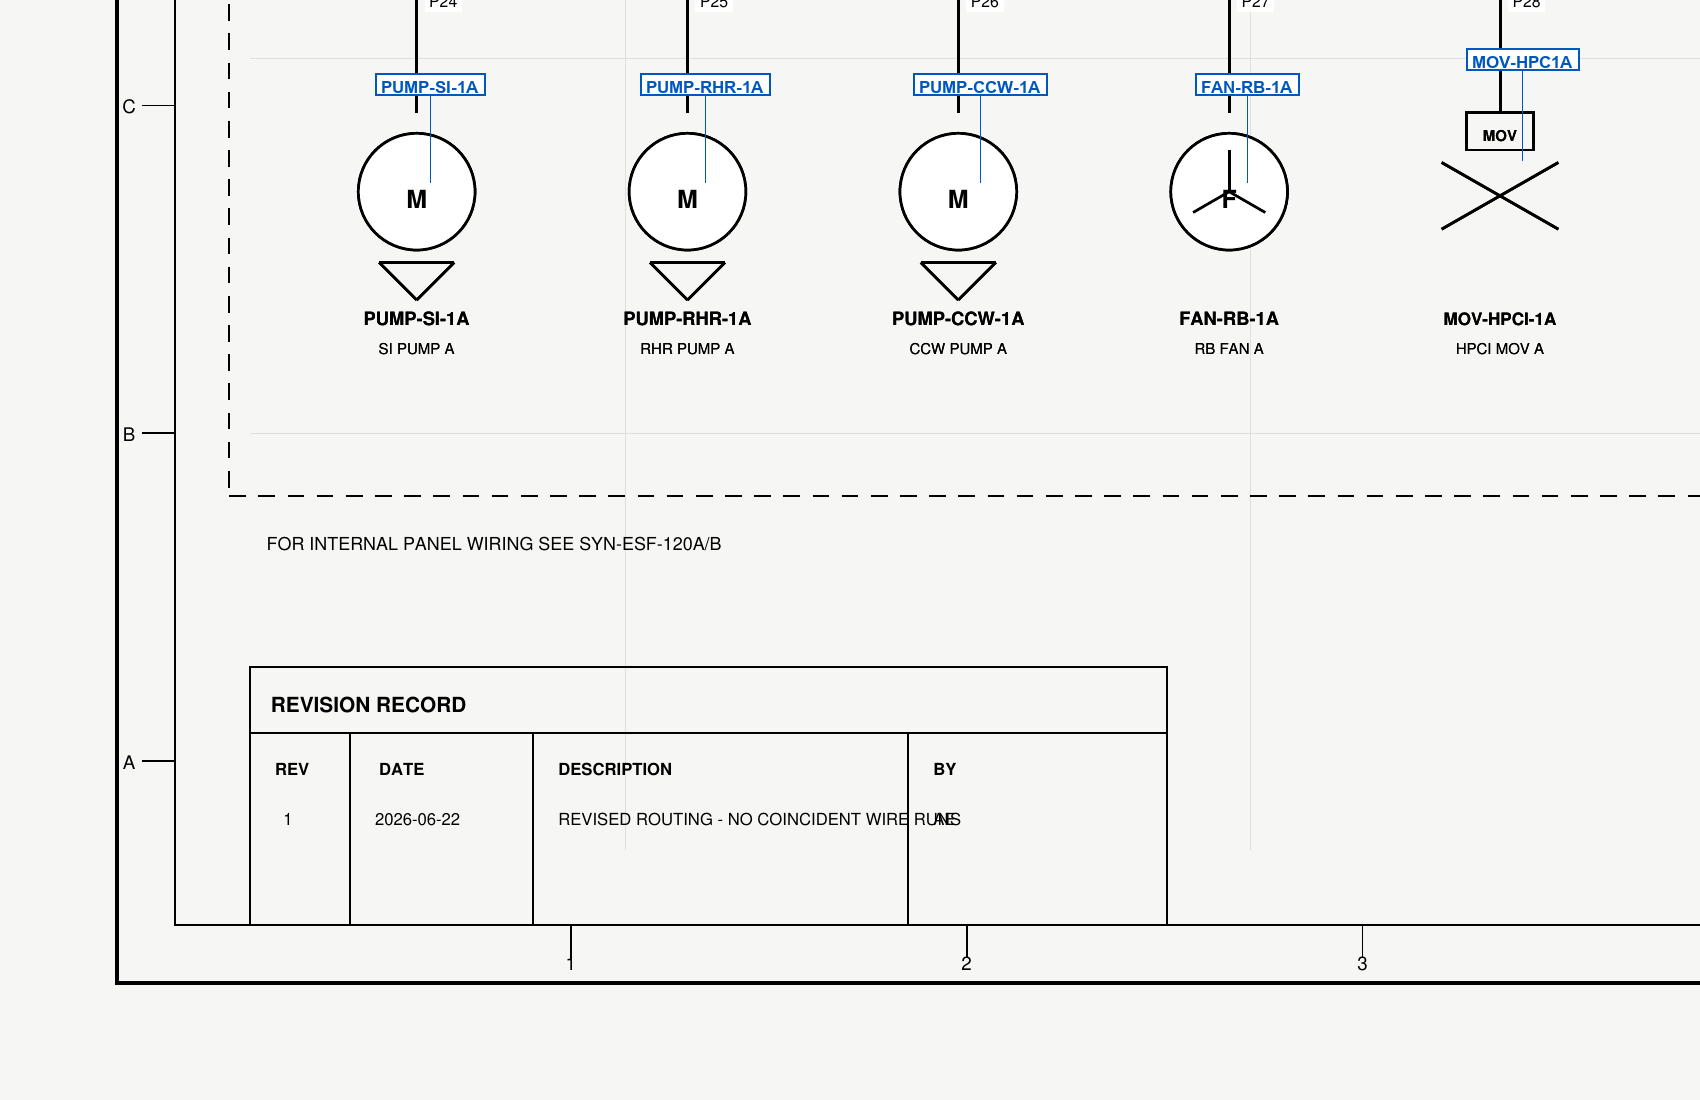 P24 P25 P26 P27 P28
MOV-HPC1A
PUMP-SI-1A PUMP-RHR-1A PUMP-CCW-1A FAN-RB-1A
C
MOV
M M M F
PUMP-SI-1A PUMP-RHR-1A PUMP-CCW-1A FAN-RB-1A MOV-HPCI-1A
SI PUMP A RHR PUMP A CCW PUMP A RB FAN A HPCI MOV A
B
FOR INTERNAL PANEL WIRING SEE SYN-ESF-120A/B
REVISION RECORD
A
REV DATE DESCRIPTION BY
1 2026-06-22 REVISED ROUTING - NO COINCIDENT WIRE RUNS
1 2 3